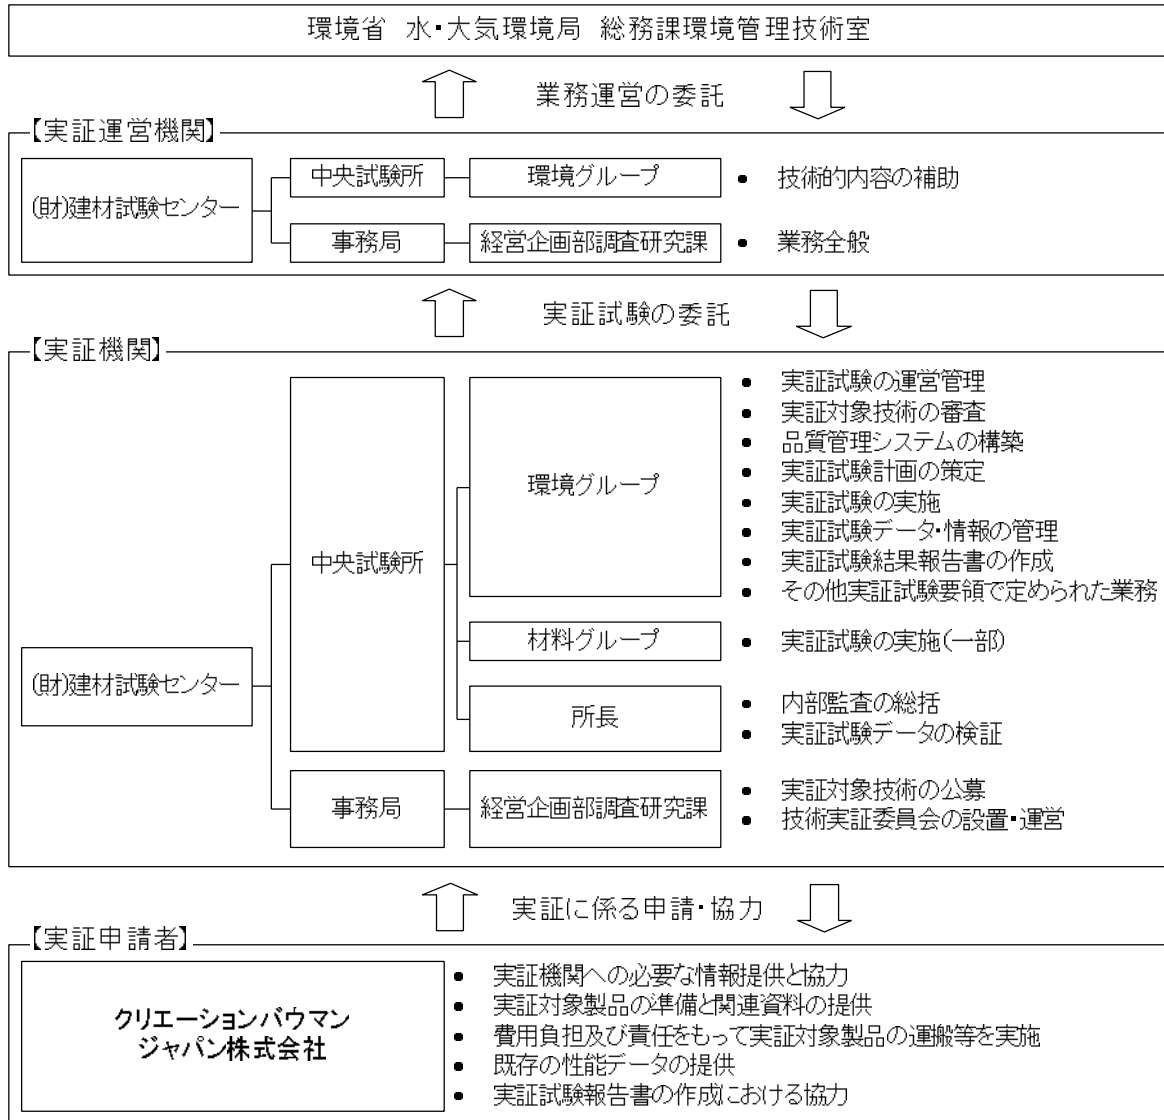 環境省 水・大気環境局 総務課環境管理技術室
業務運営の委託
【実証運営機関】
(財)建材試験センター
中央試験所
環境グループ
● 技術的内容の補助
事務局
経営企画部調査研究課
● 業務全般
実証試験の委託
【実証機関】
(財)建材試験センター
中央試験所
環境グループ
● 実証試験の運営管理
● 実証対象技術の審査
● 品質管理システムの構築
● 実証試験計画の策定
● 実証試験の実施
● 実証試験データ・情報の管理
● 実証試験結果報告書の作成
● その他実証試験要領で定められた業務
材料グループ
● 実証試験の実施(一部)
所長
● 内部監査の総括
● 実証試験データの検証
事務局
経営企画部調査研究課
● 実証対象技術の公募
● 技術実証委員会の設置・運営
実証に係る申請・協力
【実証申請者】
クリエーションバウマン
ジャパン株式会社
● 実証機関への必要な情報提供と協力
● 実証対象製品の準備と関連資料の提供
● 費用負担及び責任をもって実証対象製品の運搬等を実施
● 既存の性能データの提供
● 実証試験報告書の作成における協力